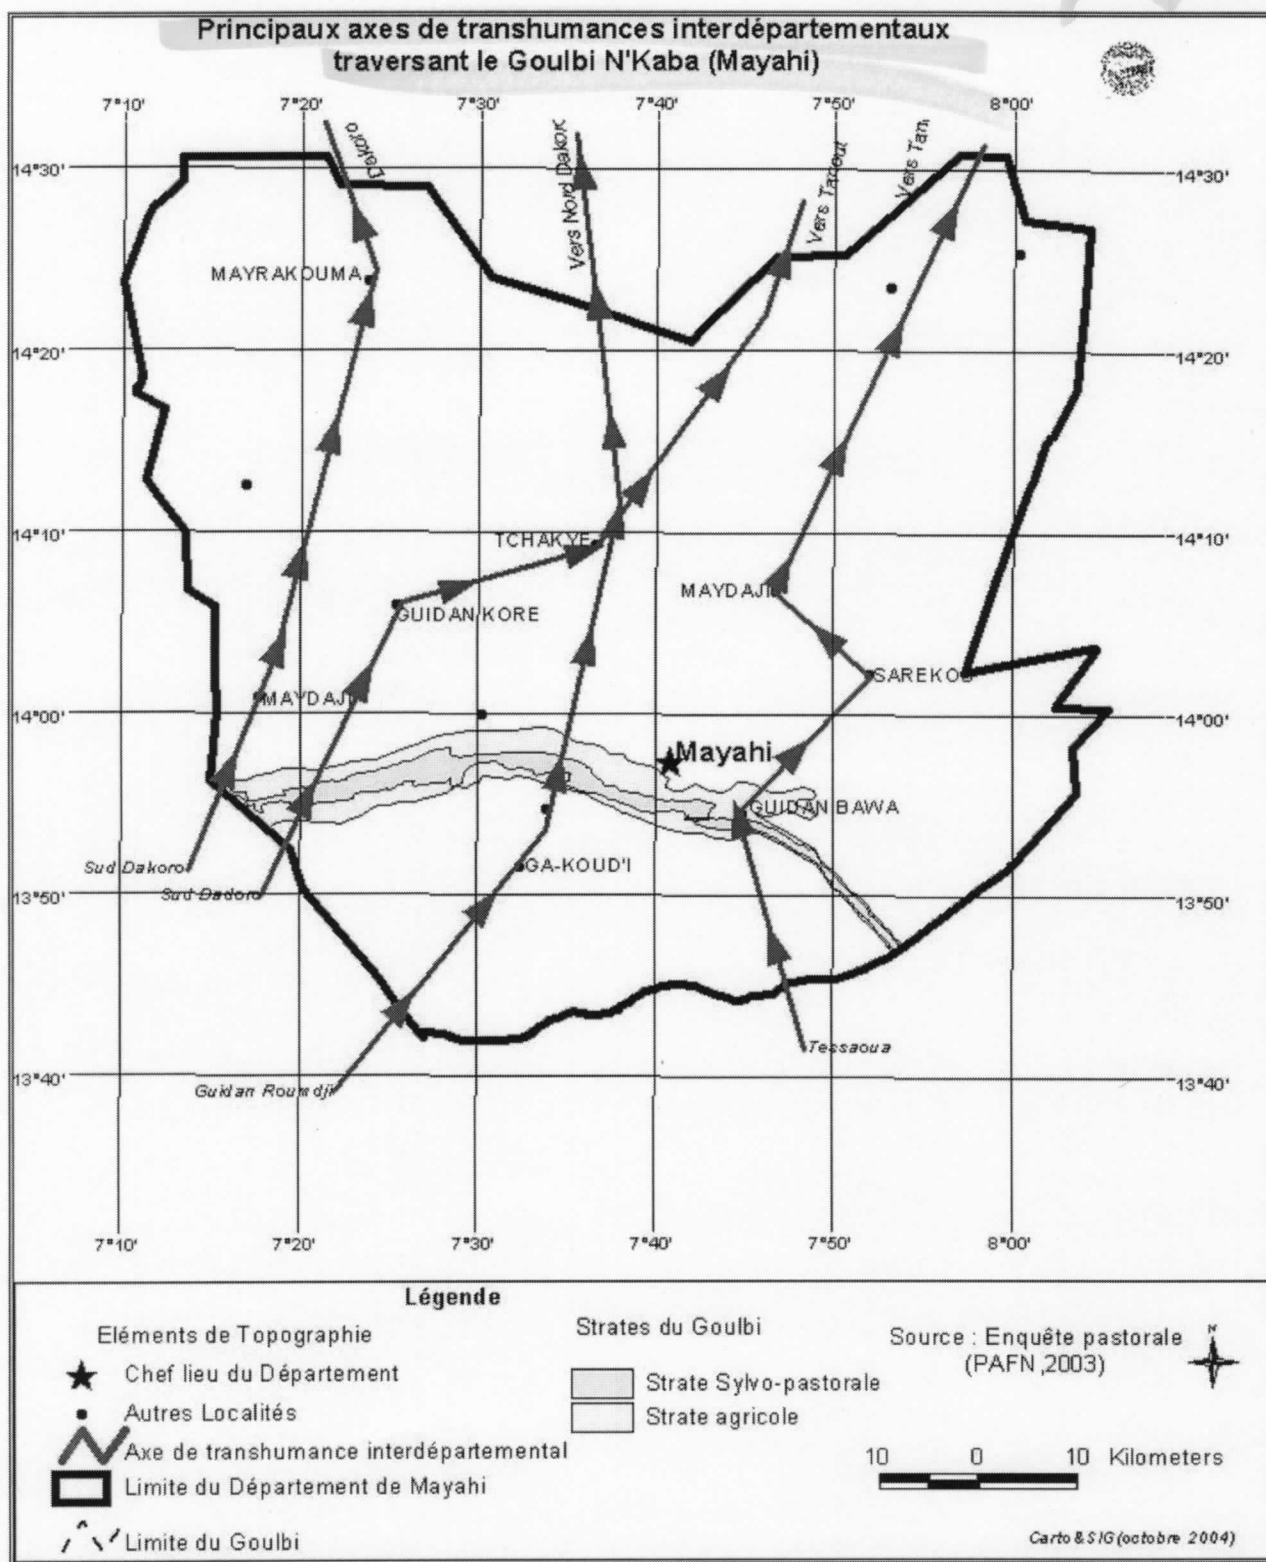 Principaux axes de transhumances interdépartementaux
traversant le Goulbi N'Kaba (Mayahi)
7°10' 7°20' 7°30' 7°40' 7°50' 8°00'
Dakoro
Vers Nord Dakor
Vers Tanout
Vers Tan
14°30' 14°30'
MAYRAKOUMA
14°20' 14°20'
14°10' 14°10'
TCHAKYE
MAYDAJI
GUIDAN KORE
SAREKOU
MAYDAJI
14°00' 14°00'
Mayahi
GUIDAN BAWA
Sud Dakoro
GA-KOUD'I
Sud Dadoro
13°50' 13°50'
Tessaoua
13°40' 13°40'
Guidan Roumdji
7°10' 7°20' 7°30' 7°40' 7°50' 8°00'
Légende
Eléments de Topographie
Chef lieu du Département
Autres Localités
Axe de transhumance interdépartemental
Limite du Département de Mayahi
Limite du Goulbi
Strates du Goulbi
Strate Sylvo-pastorale
Strate agricole
Source : Enquête pastorale
(PAFN,2003)
N
10 0 10 Kilometers
Carto&SIG(octobre 2004)